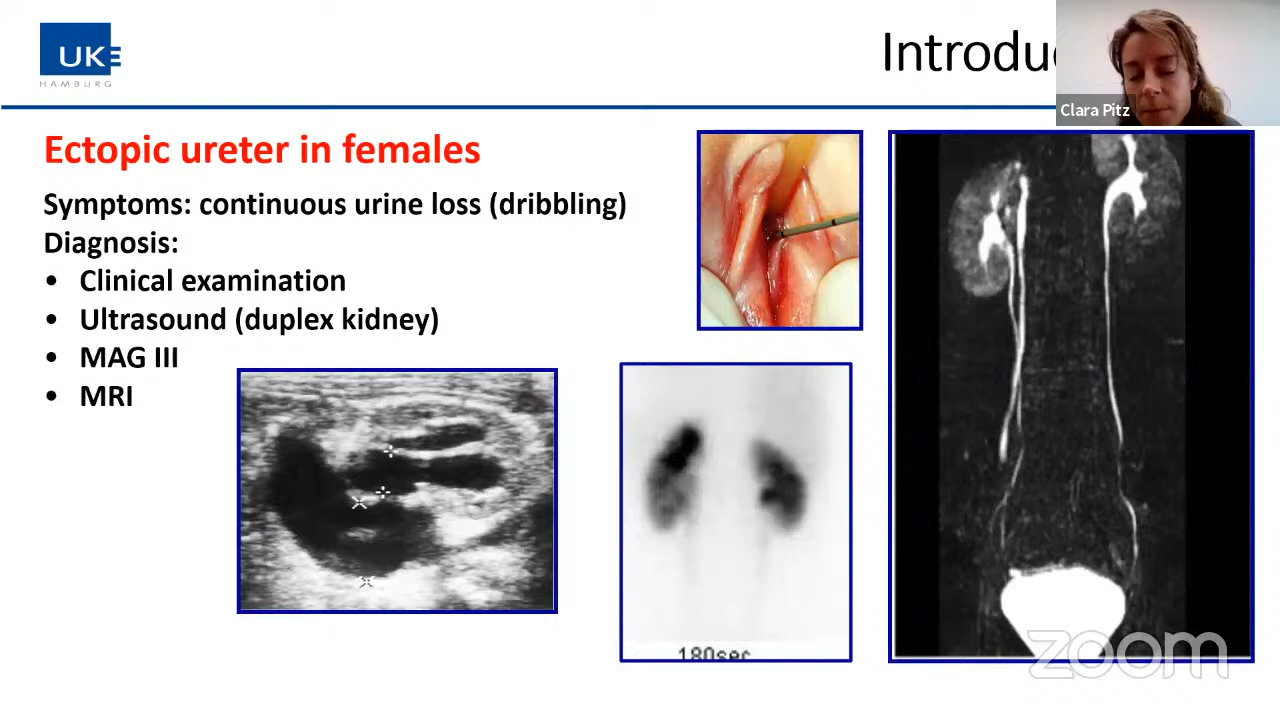 UKE
HAMBURG
Introduc
Clara Pitz
Ectopic ureter in females
Symptoms: continuous urine loss (dribbling)
Diagnosis:
• Clinical examination
• Ultrasound (duplex kidney)
• MAG III
• MRI
180sec
zoom